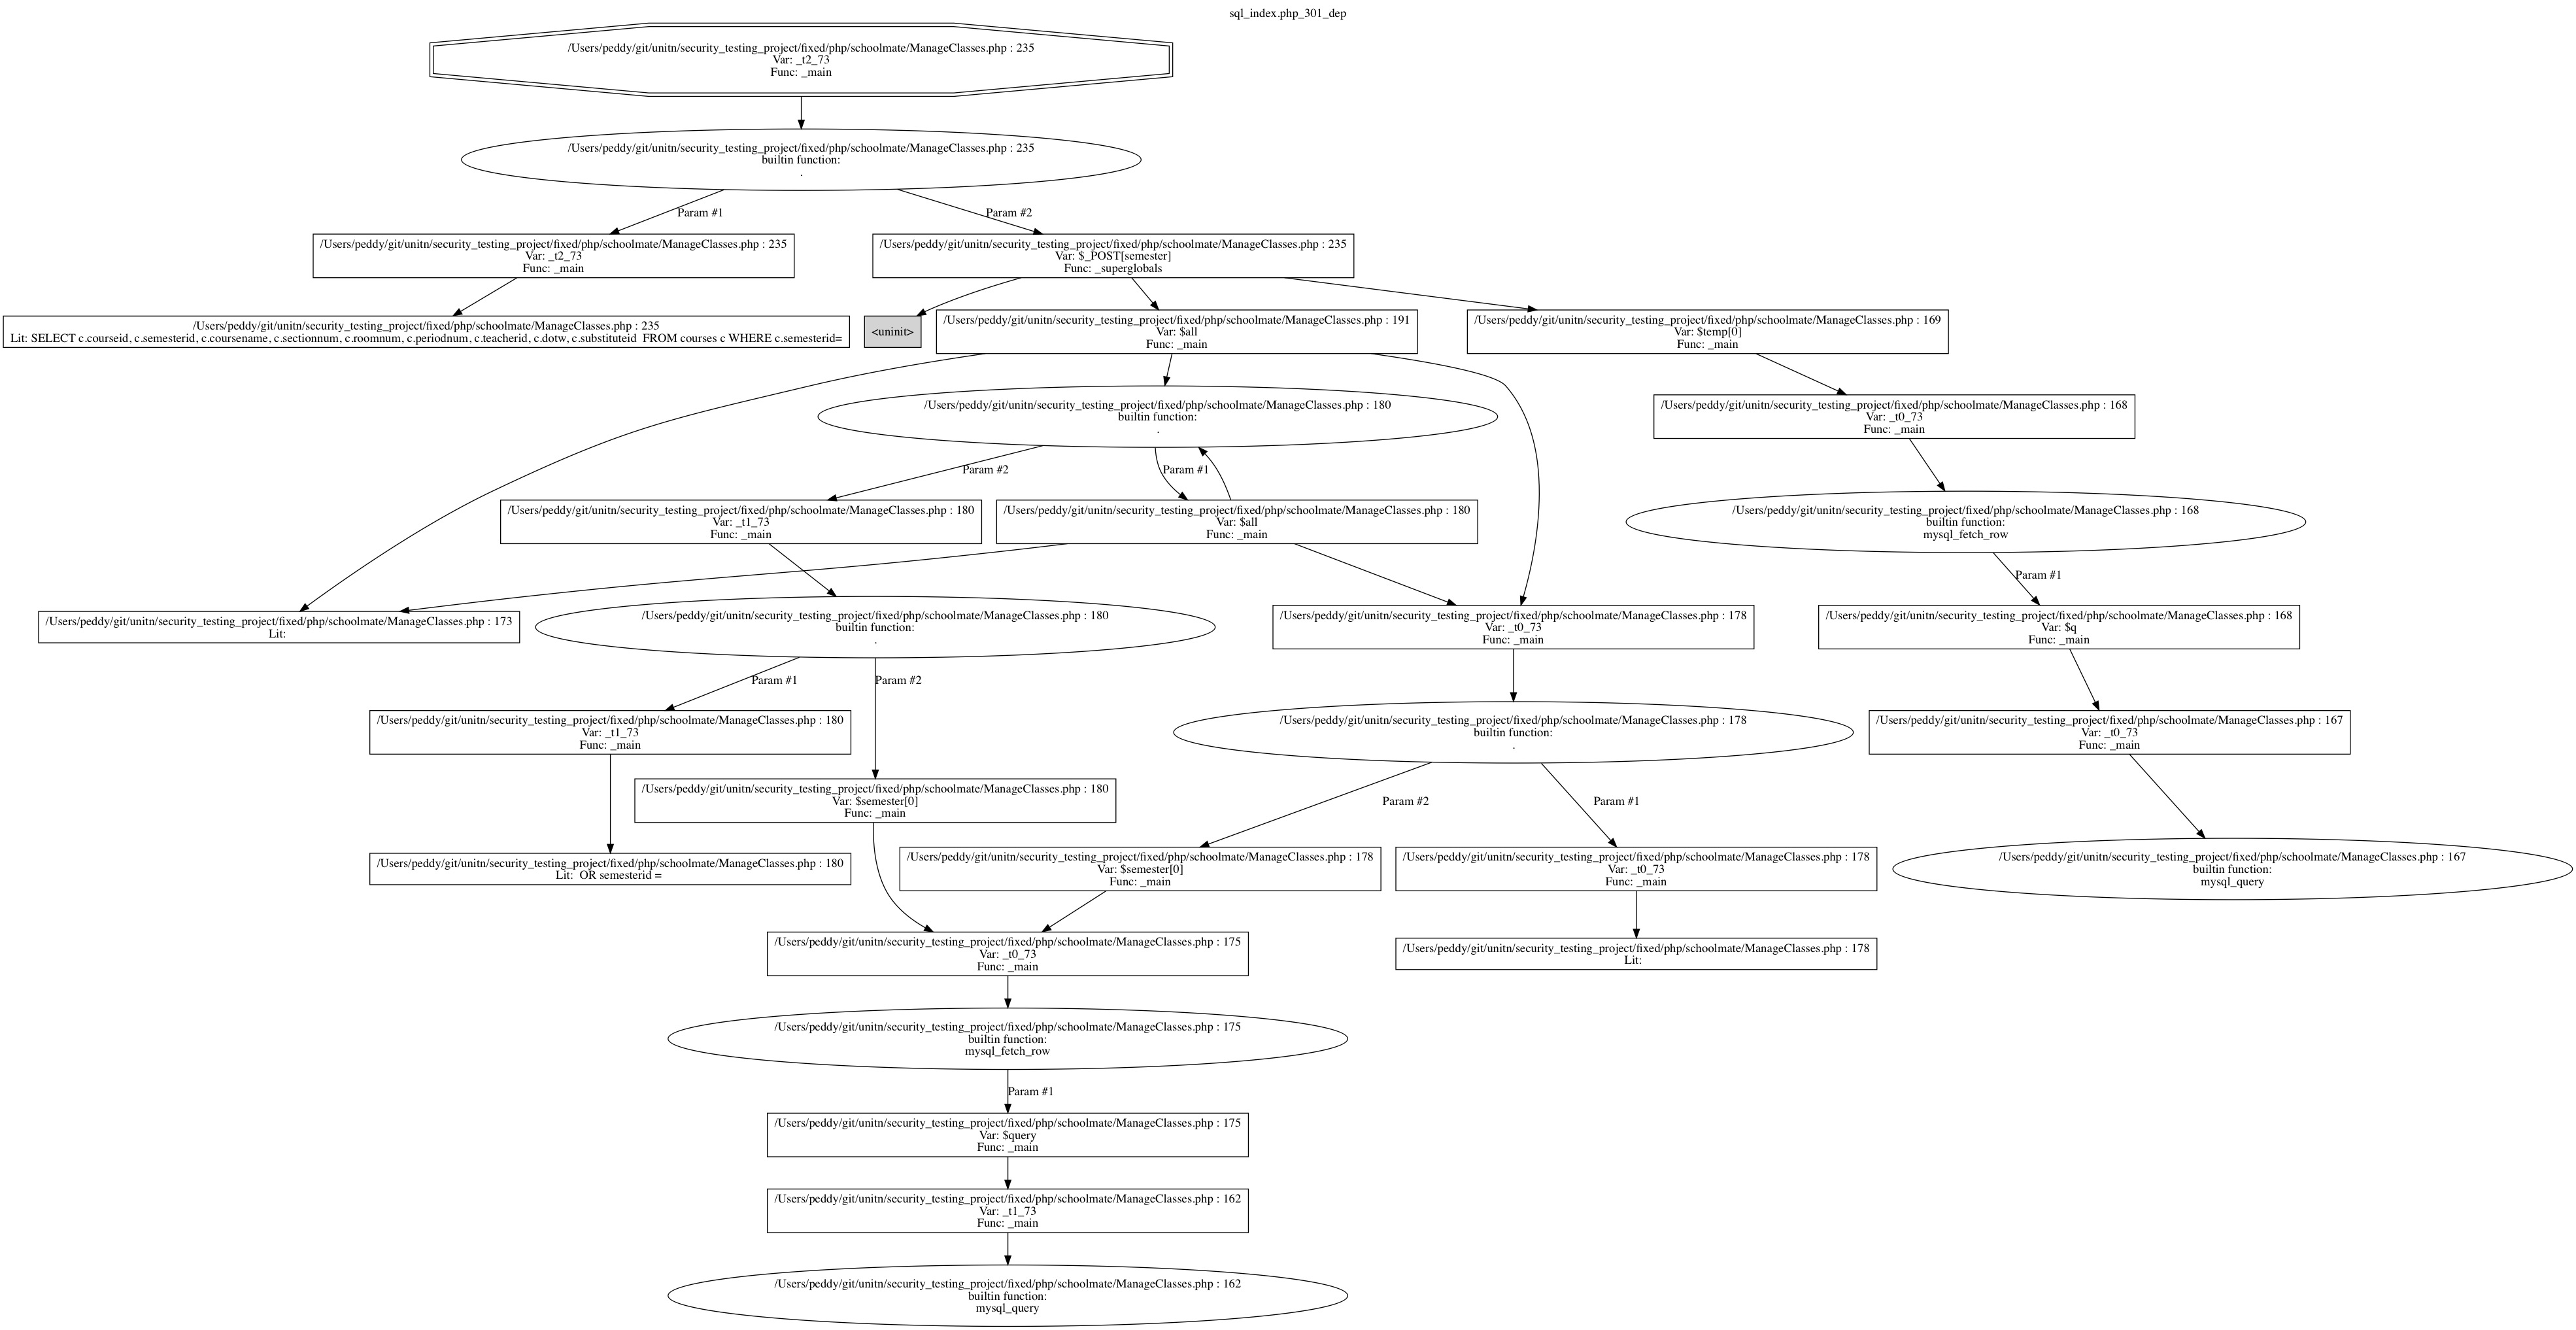 sql_index.php_301_dep
/Users/peddy/git/unitn/security_testing_project/fixed/php/schoolmate/ManageClasses.php : 235
Var: _t2_73
Func: _main
/Users/peddy/git/unitn/security_testing_project/fixed/php/schoolmate/ManageClasses.php : 235
builtin function:
.
Param #1
Param #2
/Users/peddy/git/unitn/security_testing_project/fixed/php/schoolmate/ManageClasses.php : 235
Var: _t2_73
Func: _main
/Users/peddy/git/unitn/security_testing_project/fixed/php/schoolmate/ManageClasses.php : 235
Var: $_POST[semester]
Func: _superglobals
/Users/peddy/git/unitn/security_testing_project/fixed/php/schoolmate/ManageClasses.php : 235
Lit: SELECT c.courseid, c.semesterid, c.coursename, c.sectionnum, c.roomnum, c.periodnum, c.teacherid, c.dotw, c.substituteid  FROM courses c WHERE c.semesterid=
<uninit>
/Users/peddy/git/unitn/security_testing_project/fixed/php/schoolmate/ManageClasses.php : 191
Var: $all
Func: _main
/Users/peddy/git/unitn/security_testing_project/fixed/php/schoolmate/ManageClasses.php : 169
Var: $temp[0]
Func: _main
/Users/peddy/git/unitn/security_testing_project/fixed/php/schoolmate/ManageClasses.php : 180
builtin function:
.
/Users/peddy/git/unitn/security_testing_project/fixed/php/schoolmate/ManageClasses.php : 168
Var: _t0_73
Func: _main
Param #2
Param #1
/Users/peddy/git/unitn/security_testing_project/fixed/php/schoolmate/ManageClasses.php : 180
Var: _t1_73
Func: _main
/Users/peddy/git/unitn/security_testing_project/fixed/php/schoolmate/ManageClasses.php : 180
Var: $all
Func: _main
/Users/peddy/git/unitn/security_testing_project/fixed/php/schoolmate/ManageClasses.php : 168
builtin function:
mysql_fetch_row
Param #1
/Users/peddy/git/unitn/security_testing_project/fixed/php/schoolmate/ManageClasses.php : 173
Lit:
/Users/peddy/git/unitn/security_testing_project/fixed/php/schoolmate/ManageClasses.php : 180
builtin function:
.
/Users/peddy/git/unitn/security_testing_project/fixed/php/schoolmate/ManageClasses.php : 178
Var: _t0_73
Func: _main
/Users/peddy/git/unitn/security_testing_project/fixed/php/schoolmate/ManageClasses.php : 168
Var: $q
Func: _main
Param #1
Param #2
/Users/peddy/git/unitn/security_testing_project/fixed/php/schoolmate/ManageClasses.php : 180
Var: _t1_73
Func: _main
/Users/peddy/git/unitn/security_testing_project/fixed/php/schoolmate/ManageClasses.php : 178
builtin function:
.
/Users/peddy/git/unitn/security_testing_project/fixed/php/schoolmate/ManageClasses.php : 167
Var: _t0_73
Func: _main
/Users/peddy/git/unitn/security_testing_project/fixed/php/schoolmate/ManageClasses.php : 180
Var: $semester[0]
Func: _main
Param #2
Param #1
/Users/peddy/git/unitn/security_testing_project/fixed/php/schoolmate/ManageClasses.php : 180
Lit:  OR semesterid =
/Users/peddy/git/unitn/security_testing_project/fixed/php/schoolmate/ManageClasses.php : 178
Var: $semester[0]
Func: _main
/Users/peddy/git/unitn/security_testing_project/fixed/php/schoolmate/ManageClasses.php : 178
Var: _t0_73
Func: _main
/Users/peddy/git/unitn/security_testing_project/fixed/php/schoolmate/ManageClasses.php : 167
builtin function:
mysql_query
/Users/peddy/git/unitn/security_testing_project/fixed/php/schoolmate/ManageClasses.php : 175
Var: _t0_73
Func: _main
/Users/peddy/git/unitn/security_testing_project/fixed/php/schoolmate/ManageClasses.php : 178
Lit:
/Users/peddy/git/unitn/security_testing_project/fixed/php/schoolmate/ManageClasses.php : 175
builtin function:
mysql_fetch_row
Param #1
/Users/peddy/git/unitn/security_testing_project/fixed/php/schoolmate/ManageClasses.php : 175
Var: $query
Func: _main
/Users/peddy/git/unitn/security_testing_project/fixed/php/schoolmate/ManageClasses.php : 162
Var: _t1_73
Func: _main
/Users/peddy/git/unitn/security_testing_project/fixed/php/schoolmate/ManageClasses.php : 162
builtin function:
mysql_query